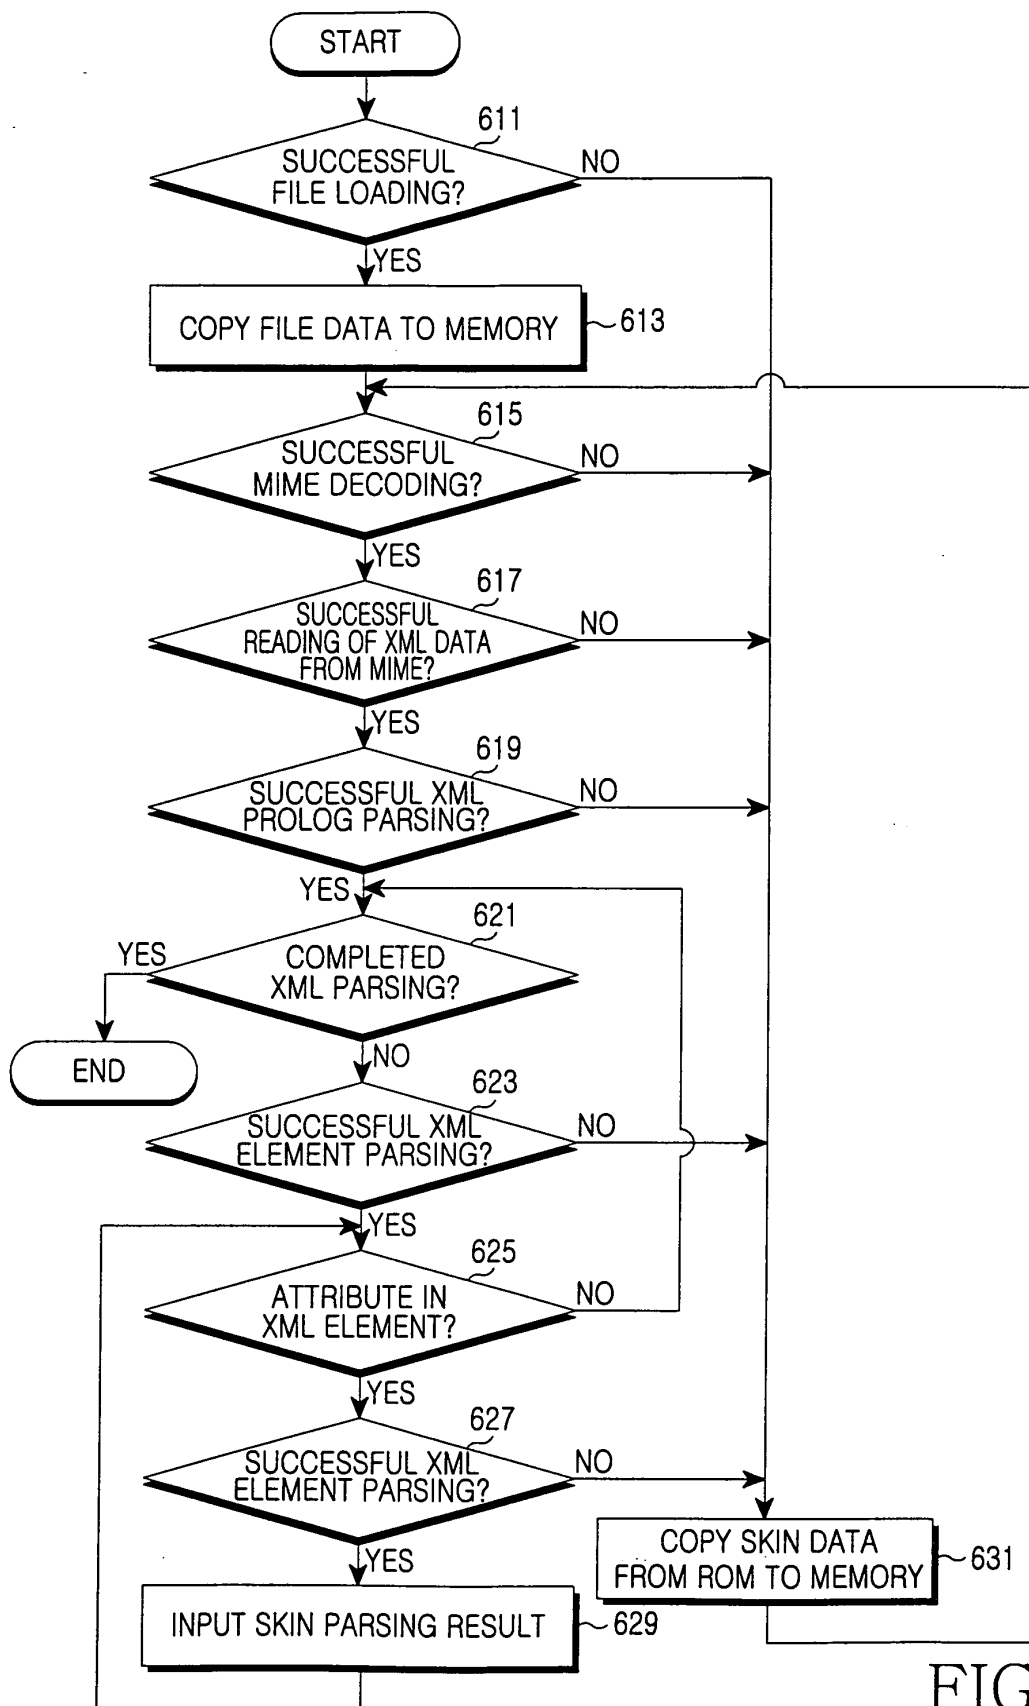 START
611
SUCCESSFUL
FILE LOADING?
NO
YES
COPY FILE DATA TO MEMORY
613
615
SUCCESSFUL
MIME DECODING?
NO
YES
617
SUCCESSFUL
READING OF XML DATA
FROM MIME?
NO
YES
619
SUCCESSFUL XML
PROLOG PARSING?
NO
YES
621
COMPLETED
XML PARSING?
YES
END
NO
623
SUCCESSFUL XML
ELEMENT PARSING?
NO
YES
625
ATTRIBUTE IN
XML ELEMENT?
NO
YES
627
SUCCESSFUL XML
ELEMENT PARSING?
NO
YES
COPY SKIN DATA
FROM ROM TO MEMORY
631
INPUT SKIN PARSING RESULT
629
FIG